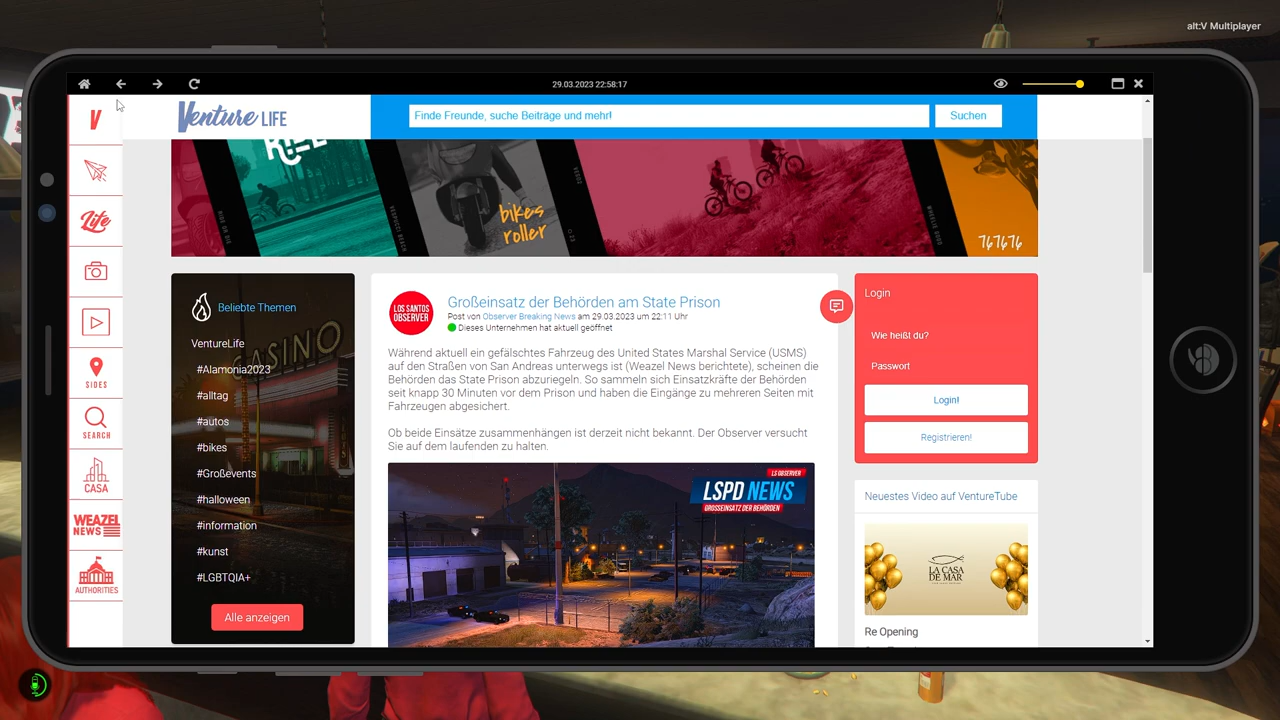 alt:V Multiplayer
29.03.2023 22:58:17
V
Venture LIFE
Finde Freunde, suche Beiträge und mehr!
Suchen
Life
SIDES
SEARCH
CASA
WEAZEL
NEWS
AUTHORITIES
bikes
roller
767676
Beliebte Themen
VentureLife
#Alamonia2023
#alltag
#autos
#bikes
#Großevents
#halloween
#information
#kunst
#LGBTQIA+
Alle anzeigen
CASINO
LOS SANTOS
OBSERVER
Großeinsatz der Behörden am State Prison
Post von Observer Breaking News am 29.03.2023 um 22:11 Uhr
Dieses Unternehmen hat aktuell geöffnet
Während aktuell ein gefälschtes Fahrzeug des United States Marshal Service (USMS)
auf den Straßen von San Andreas unterwegs ist (Weazel News berichtete), scheinen die
Behörden das State Prison abzuriegeln. So sammeln sich Einsatzkräfte der Behörden
seit knapp 30 Minuten vor dem Prison und haben die Eingänge zu mehreren Seiten mit
Fahrzeugen abgesichert.
Ob beide Einsätze zusammenhängen ist derzeit nicht bekannt. Der Observer versucht
Sie auf dem laufenden zu halten.
LS OBSERVER
LSPD NEWS
GROSSEINSATZ DER BEHÖRDEN
Login
Wie heißt du?
Passwort
Login!
Registrieren!
Neuestes Video auf VentureTube
LA CASA
DE MAR
Re Opening